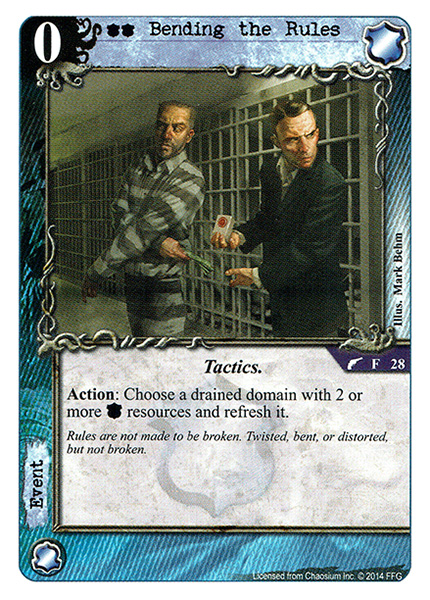 0
Bending the Rules
Illus. Mark Behm
F 28
Tactics.
Action: Choose a drained domain with 2 or
more resources and refresh it.
Rules are not made to be broken. Twisted, bent, or distorted,
but not broken.
Event
Licensed from Chaosium Inc. © 2014 FFG